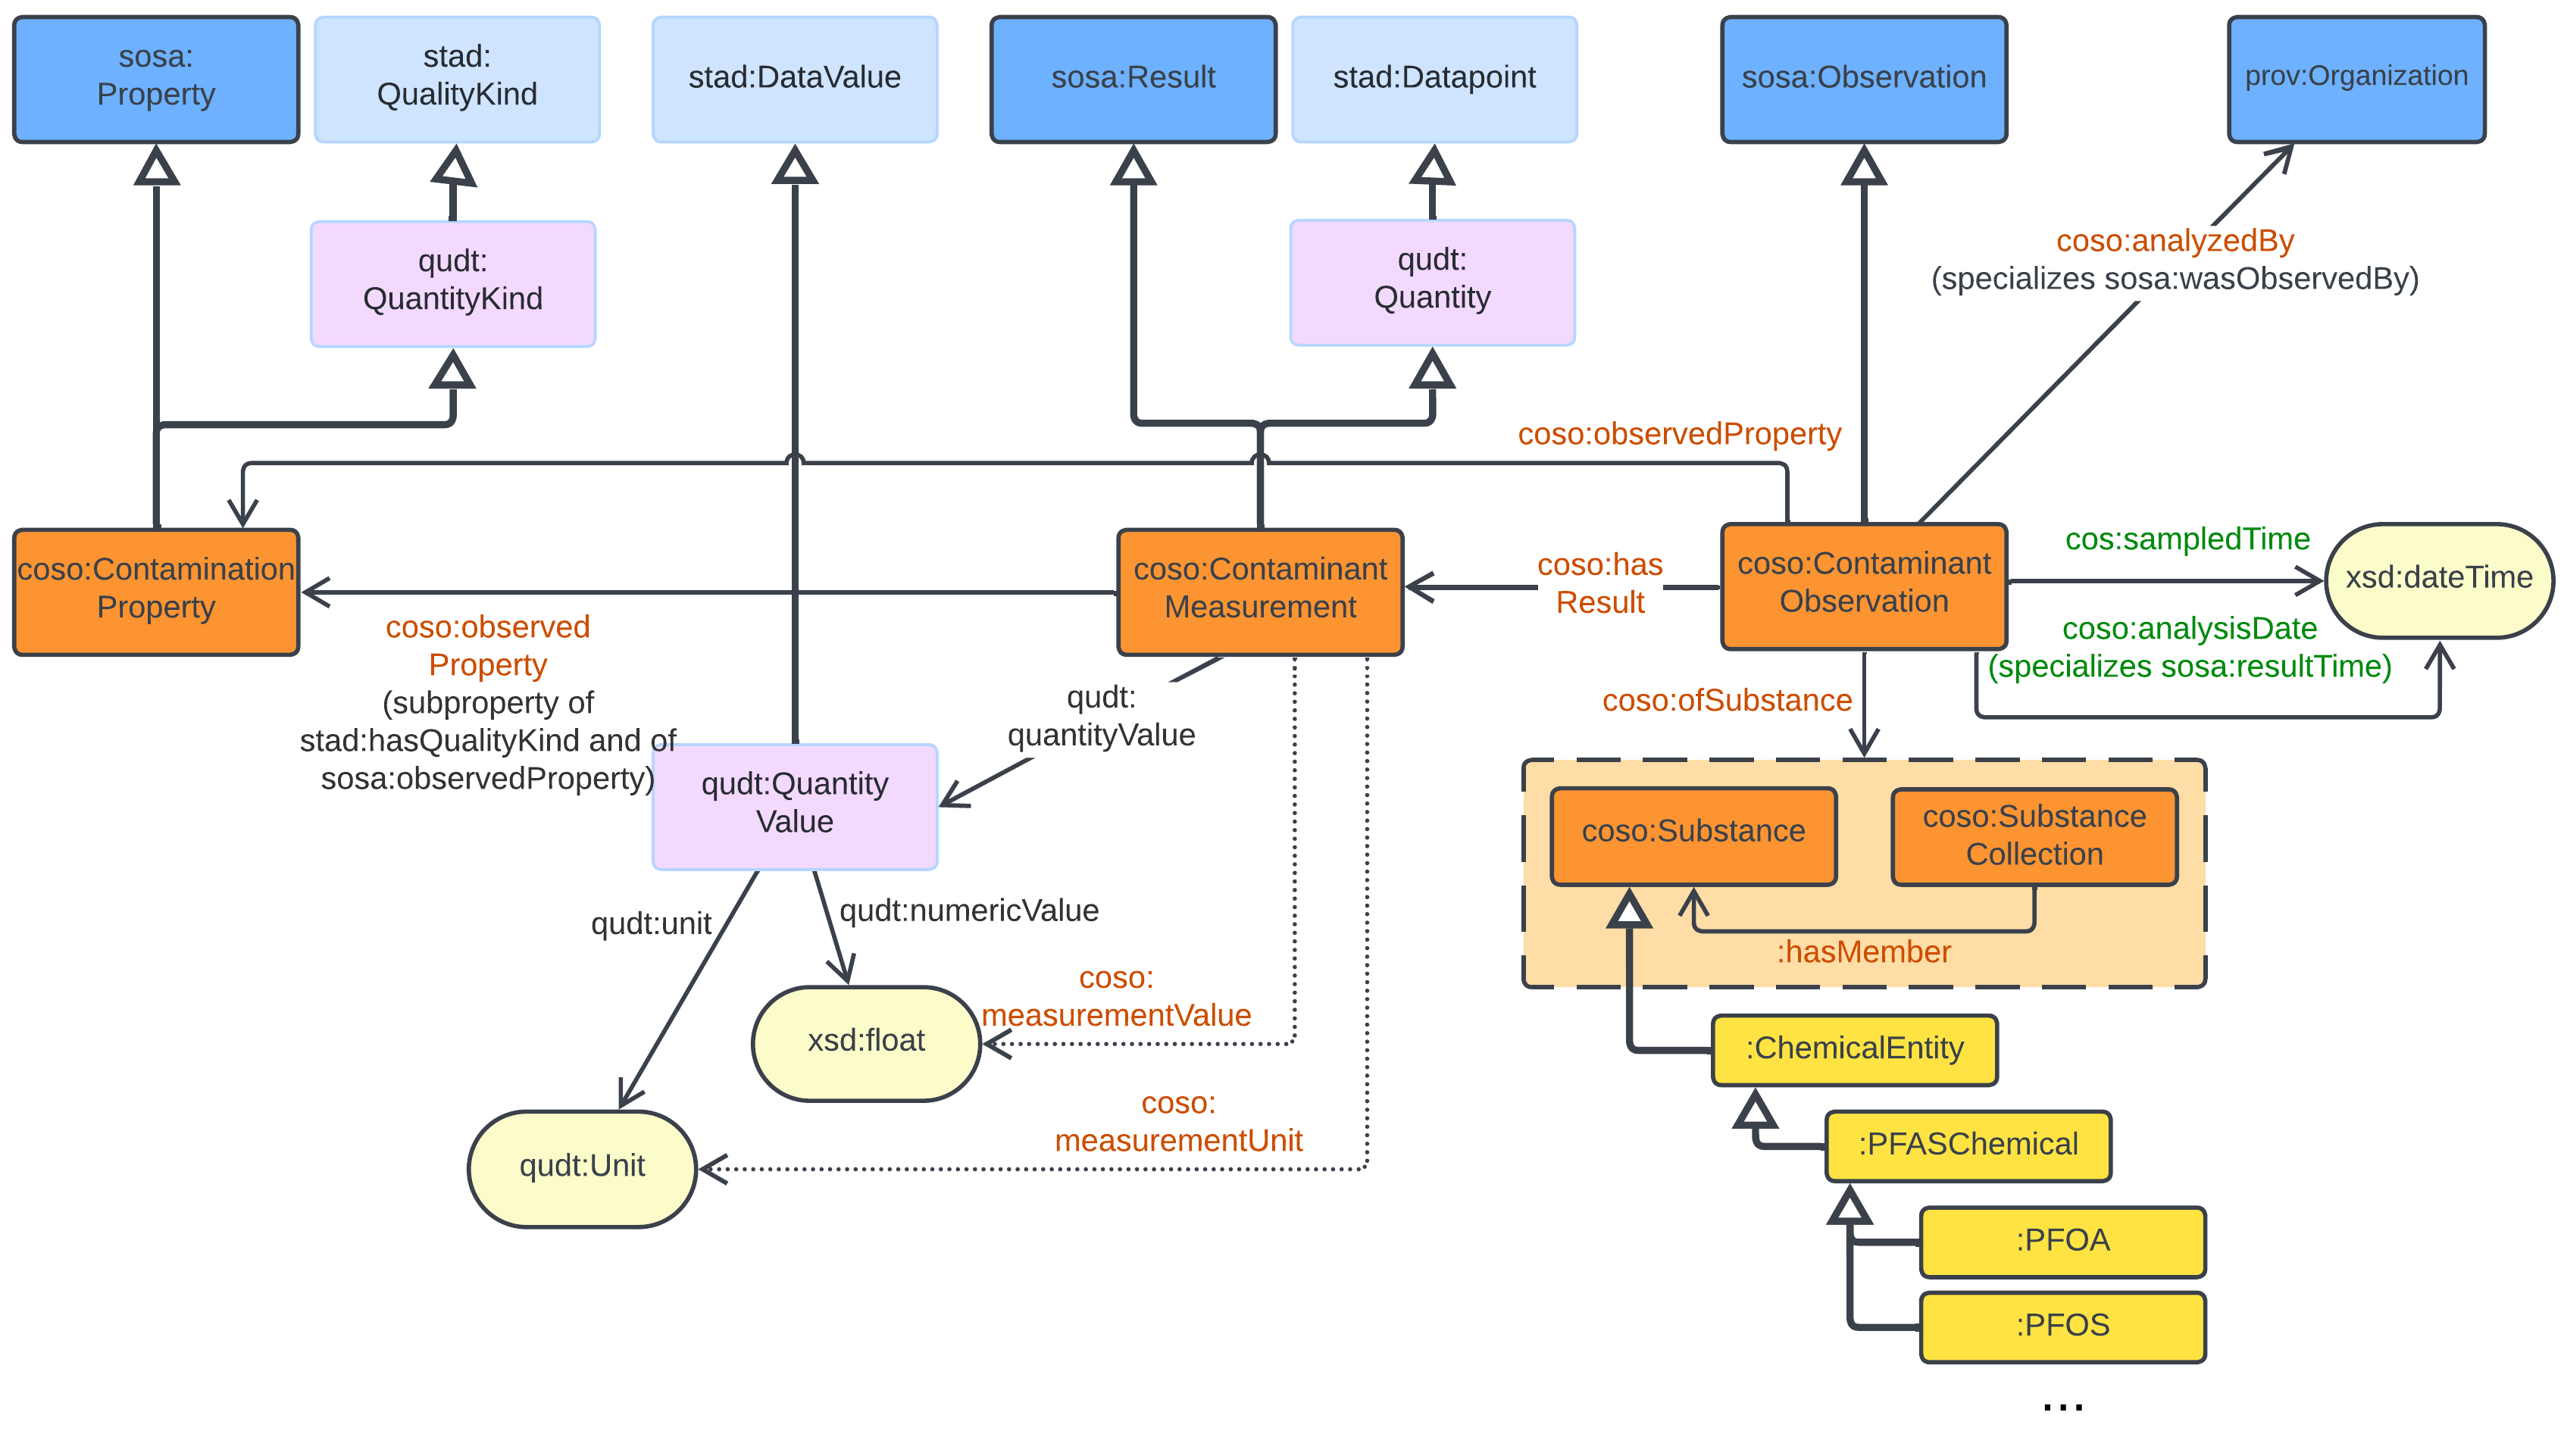 sosa:
Property
stad:
QualityKind
stad:DataValue
sosa:Result
stad:Datapoint
sosa:Observation
prov:Organization
qudt:
QuantityKind
qudt:
Quantity
coso:analyzedBy
(specializes sosa:wasObservedBy)
coso:observedProperty
coso:Contamination
Property
coso:Contaminant
Measurement
coso:has
Result
coso:Contaminant
Observation
cos:sampledTime
xsd:dateTime
coso:analysisDate
(specializes sosa:resultTime)
coso:observed
Property
(subproperty of
stad:hasQualityKind and of
sosa:observedProperty)
qudt:
quantityValue
coso:ofSubstance
qudt:Quantity
Value
coso:Substance
coso:Substance
Collection
:hasMember
qudt:unit
qudt:numericValue
coso:
measurementValue
xsd:float
:ChemicalEntity
coso:
measurementUnit
qudt:Unit
:PFASChemical
:PFOA
:PFOS
...